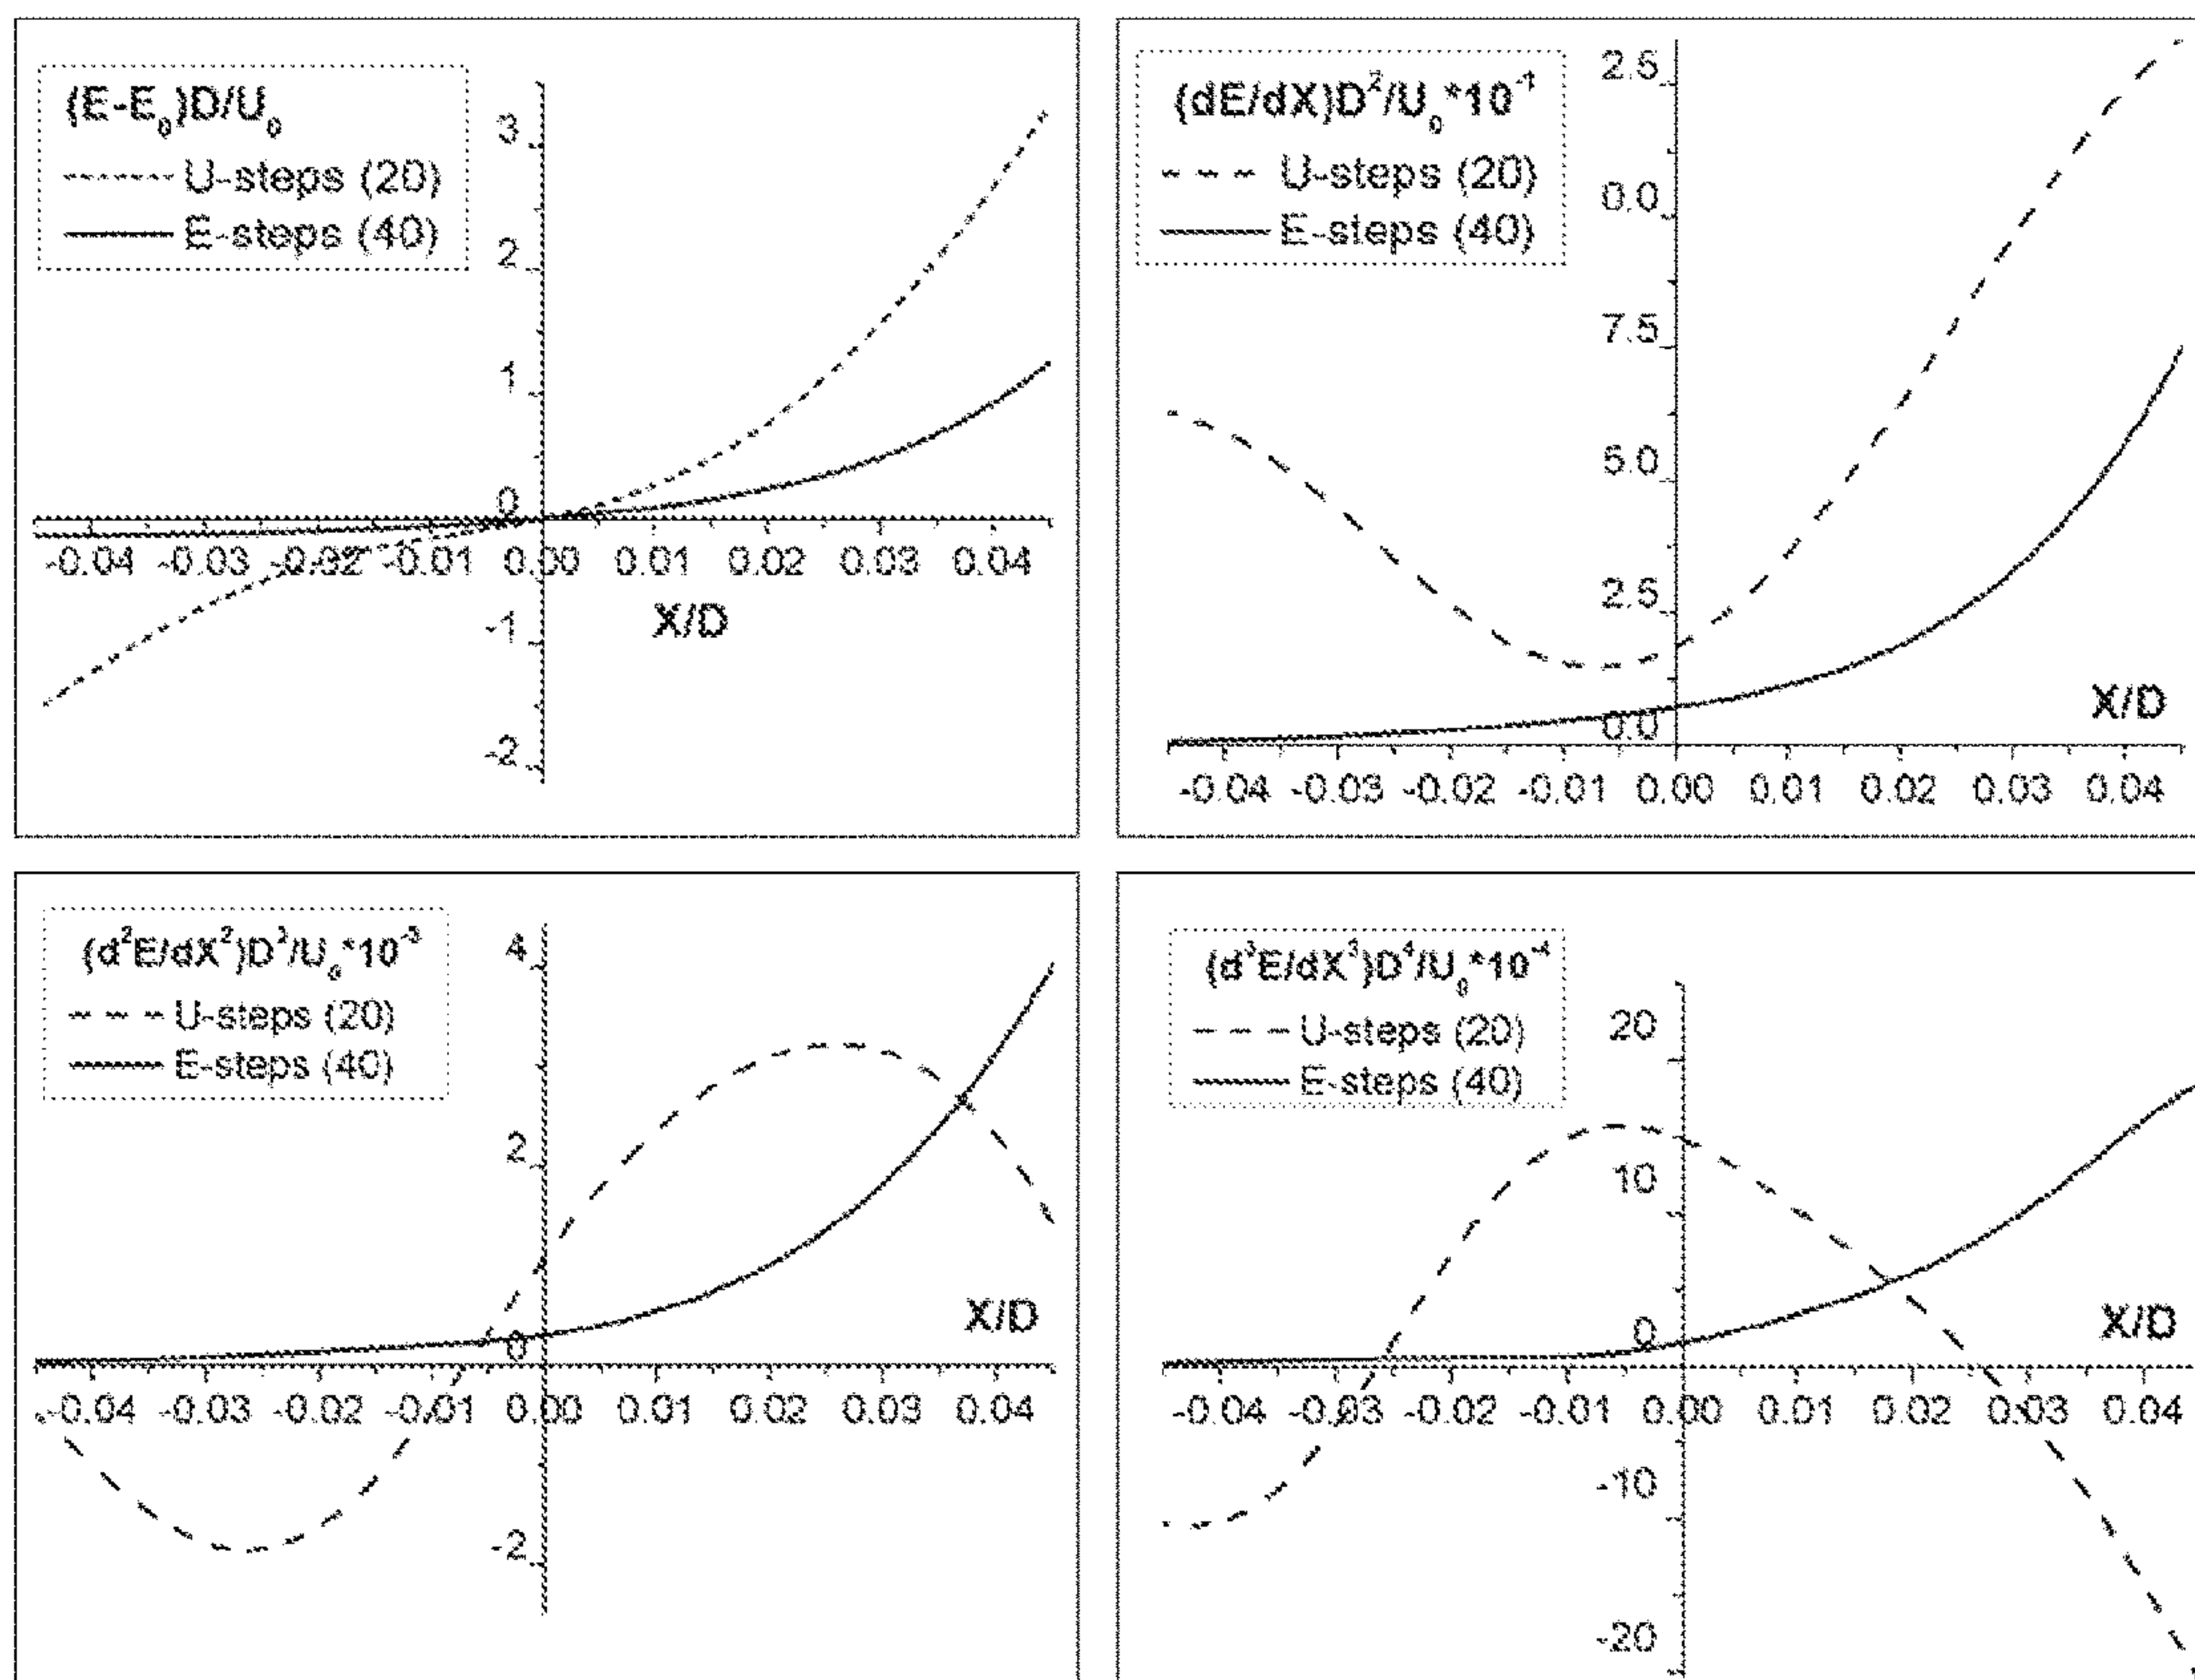 (E-E₀)D/U₀
U-steps (20)
E-steps (40)
3
2
1
0
-0.04 -0.03 -0.02 -0.01 0.00 0.01 0.02 0.03 0.04
X/D
-1
-2
(dE/dX)D²/U₀*10⁻¹
U-steps (20)
E-steps (40)
2.5
0.0
7.5
5.0
2.5
0.0
X/D
-0.04 -0.03 -0.02 -0.01 0.00 0.01 0.02 0.03 0.04
(d²E/dX²)D³/U₀*10⁻³
U-steps (20)
E-steps (40)
4
2
0
X/D
-0.04 -0.03 -0.02 -0.01 0.00 0.01 0.02 0.03 0.04
-2
(d³E/dX³)D⁴/U₀*10⁻⁴
U-steps (20)
E-steps (40)
20
10
0
X/D
-0.04 -0.03 -0.02 -0.01 0.00 0.01 0.02 0.03 0.04
-10
-20